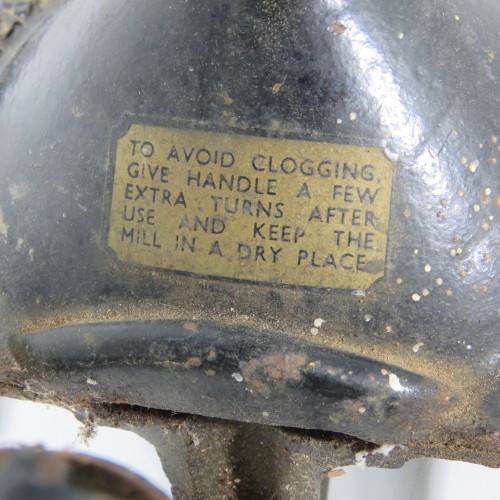 TO AVOID CLOGGING,
GIVE HANDLE A FEW
EXTRA TURNS AFTER
USE AND KEEP THE
MILL IN A DRY PLACE